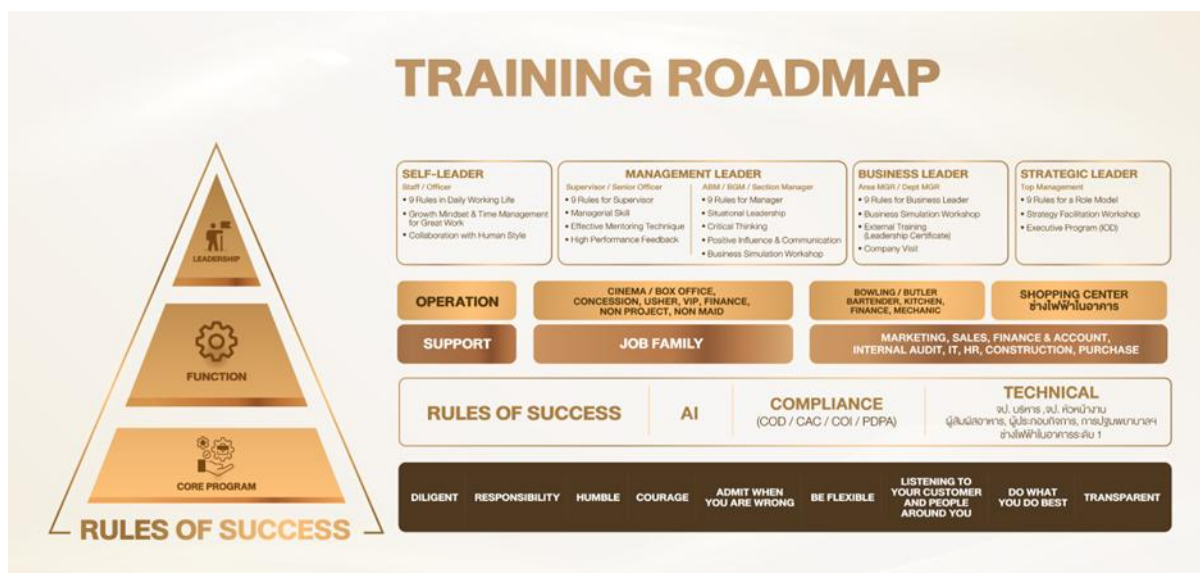 TRAINING ROADMAP
LEADERSHIP
FUNCTION
CORE PROGRAM
RULES OF SUCCESS
SELF-LEADER
Staff / Officer
• 9 Rules in Daily Working Life
• Growth Mindset & Time Management
for Great Work
• Collaboration with Human Style
MANAGEMENT LEADER
Supervisor / Senior Officer
• 9 Rules for Supervisor
• Managerial Skill
• Effective Mentoring Technique
• High Performance Feedback
ABM / BGM / Section Manager
• 9 Rules for Manager
• Situational Leadership
• Critical Thinking
• Positive Influence & Communication
• Business Simulation Workshop
BUSINESS LEADER
Area MGR / Dept MGR
• 9 Rules for Business Leader
• Business Simulation Workshop
• External Training
(Leadership Certificate)
• Company Visit
STRATEGIC LEADER
Top Management
• 9 Rules for a Role Model
• Strategy Facilitation Workshop
• Executive Program (IOD)
OPERATION
CINEMA / BOX OFFICE,
CONCESSION, USHER, VIP, FINANCE,
NON PROJECT, NON MAID
BOWLING / BUTLER
BARTENDER, KITCHEN,
FINANCE, MECHANIC
SHOPPING CENTER
ช่างไฟฟ้าในอาคาร
SUPPORT
JOB FAMILY
MARKETING, SALES, FINANCE & ACCOUNT,
INTERNAL AUDIT, IT, HR, CONSTRUCTION, PURCHASE
RULES OF SUCCESS
AI
COMPLIANCE
(COD / CAC / COI / PDPA)
TECHNICAL
จป. บริหาร ,จป. หัวหน้างาน
ผู้สัมผัสอาหาร, ผู้ประกอบกิจการ, การปฐมพยาบาลฯ
ช่างไฟฟ้าในอาคารระดับ 1
DILIGENT
RESPONSIBILITY
HUMBLE
COURAGE
ADMIT WHEN
YOU ARE WRONG
BE FLEXIBLE
LISTENING TO
YOUR CUSTOMER
AND PEOPLE
AROUND YOU
DO WHAT
YOU DO BEST
TRANSPARENT